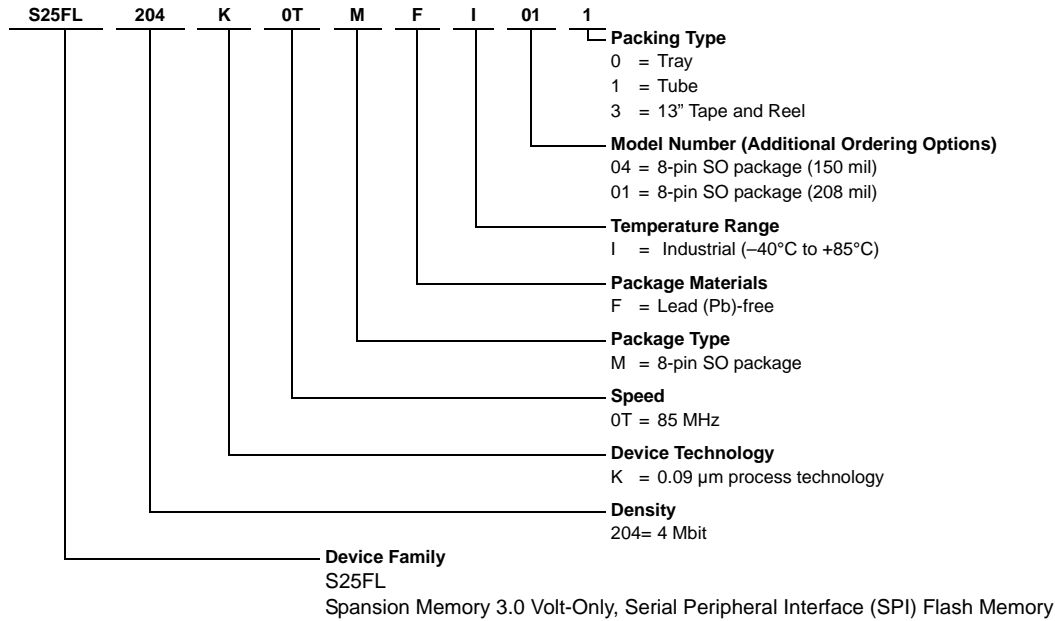 S25FL 204 K 0T M F I 01 1
Packing Type
0 = Tray
1 = Tube
3 = 13” Tape and Reel
Model Number (Additional Ordering Options)
04 = 8-pin SO package (150 mil)
01 = 8-pin SO package (208 mil)
Temperature Range
I = Industrial (–40°C to +85°C)
Package Materials
F = Lead (Pb)-free
Package Type
M = 8-pin SO package
Speed
0T = 85 MHz
Device Technology
K = 0.09 µm process technology
Density
204= 4 Mbit
Device Family
S25FL
Spansion Memory 3.0 Volt-Only, Serial Peripheral Interface (SPI) Flash Memory